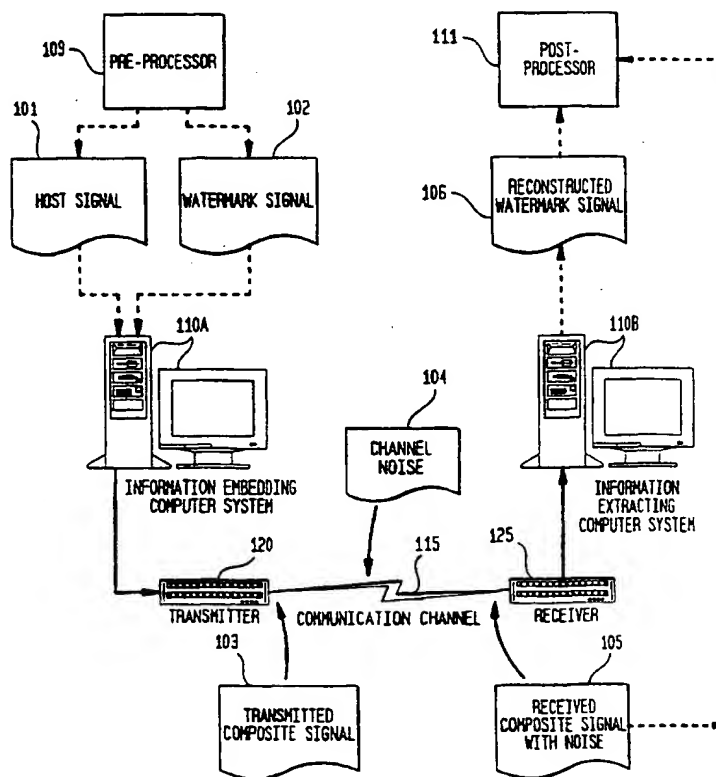 109
PRE-PROCESSOR
111
POST-
PROCESSOR
101
102
HOST SIGNAL
WATERMARK SIGNAL
106
RECONSTRUCTED
WATERMARK SIGNAL
110A
110B
104
CHANNEL
NOISE
INFORMATION EMBEDDING
COMPUTER SYSTEM
INFORMATION
EXTRACTING
COMPUTER SYSTEM
120
115
125
TRANSMITTER
COMMUNICATION CHANNEL
RECEIVER
103
TRANSMITTED
COMPOSITE SIGNAL
105
RECEIVED
COMPOSITE SIGNAL
WITH NOISE